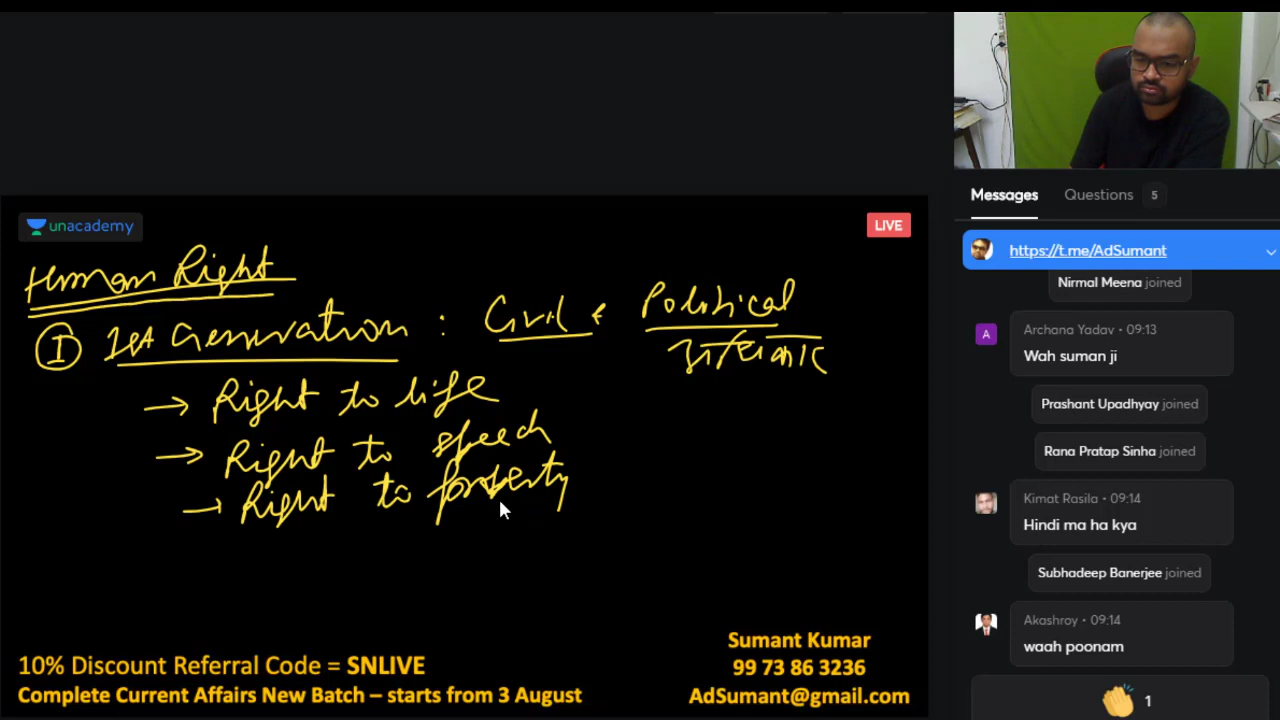 unacademy
LIVE
Human Right
I 1st Generation : Civil & Political
→ Right to life
→ Right to speech
→ Right to property
10% Discount Referral Code = SNLIVE
Complete Current Affairs New Batch – starts from 3 August
Sumant Kumar
99 73 86 3236
AdSumant@gmail.com
Messages
Questions 5
https://t.me/AdSumant
Nirmal Meena joined
A
Archana Yadav • 09:13
Wah suman ji
Prashant Upadhyay joined
Rana Pratap Sinha joined
Kimat Rasila • 09:14
Hindi ma ha kya
Subhadeep Banerjee joined
Akashroy • 09:14
waah poonam
1